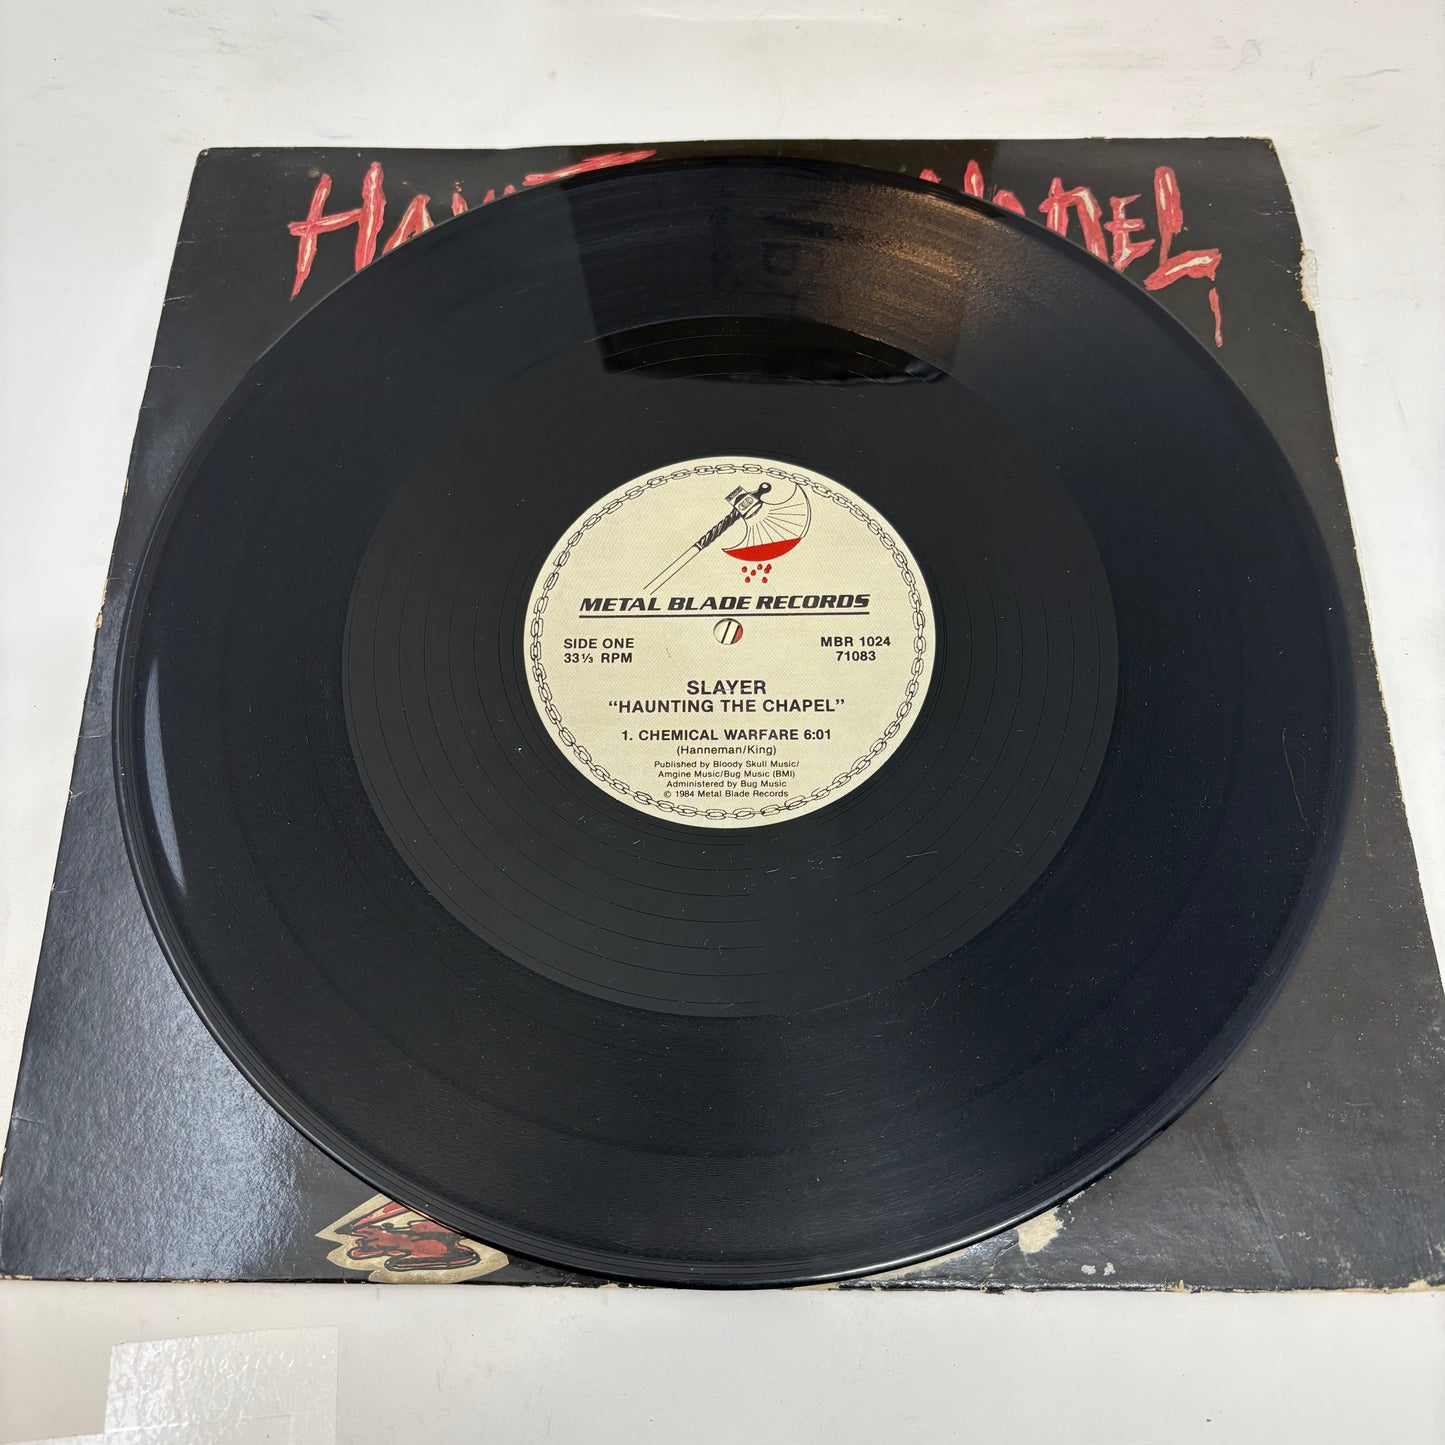 METAL BLADE RECORDS
SIDE ONE
33 ⅓ RPM
MBR 1024
71083
SLAYER
“HAUNTING THE CHAPEL”
1. CHEMICAL WARFARE 6:01
(Hanneman/King)
Published by Bloody Skull Music/
Amgine Music/Bug Music (BMI)
Administered by Bug Music
© 1984 Metal Blade Records